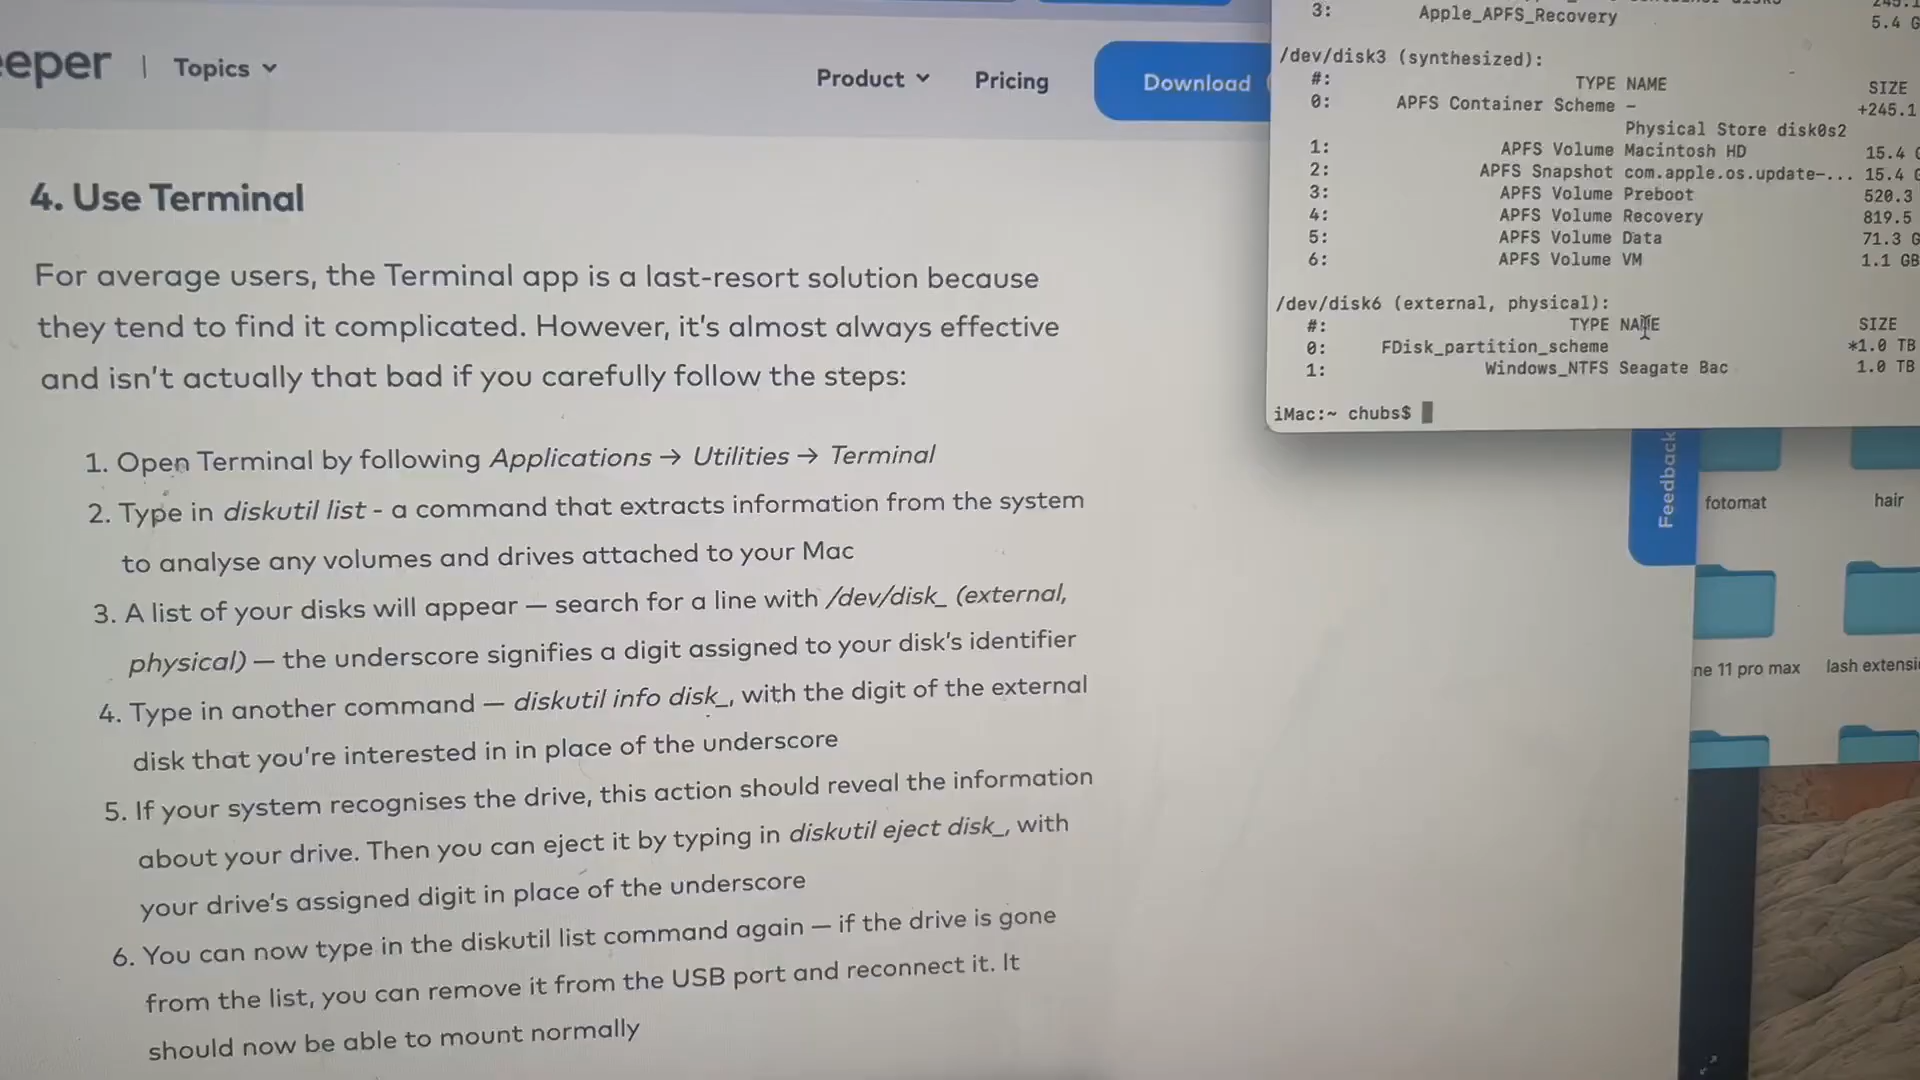 eeper | Topics
Product
Pricing
Download
4. Use Terminal
For average users, the Terminal app is a last-resort solution because
they tend to find it complicated. However, it's almost always effective
and isn't actually that bad if you carefully follow the steps:
1. Open Terminal by following Applications → Utilities → Terminal
2. Type in diskutil list - a command that extracts information from the system
to analyse any volumes and drives attached to your Mac
3. A list of your disks will appear — search for a line with /dev/disk_ (external,
physical) — the underscore signifies a digit assigned to your disk's identifier
4. Type in another command — diskutil info disk_, with the digit of the external
disk that you're interested in in place of the underscore
5. If your system recognises the drive, this action should reveal the information
about your drive. Then you can eject it by typing in diskutil eject disk_, with
your drive's assigned digit in place of the underscore
6. You can now type in the diskutil list command again — if the drive is gone
from the list, you can remove it from the USB port and reconnect it. It
should now be able to mount normally
3: Apple_APFS_Recovery 5.4 G
/dev/disk3 (synthesized):
#: TYPE NAME SIZE
0: APFS Container Scheme - +245.1
Physical Store disk0s2
1: APFS Volume Macintosh HD 15.4 G
2: APFS Snapshot com.apple.os.update-... 15.4 G
3: APFS Volume Preboot 520.3
4: APFS Volume Recovery 819.5
5: APFS Volume Data 71.3 G
6: APFS Volume VM 1.1 GB
/dev/disk6 (external, physical):
#: TYPE NAME SIZE
0: FDisk_partition_scheme *1.0 TB
1: Windows_NTFS Seagate Bac 1.0 TB
iMac:~ chubs$
Feedback
fotomat
hair
ne 11 pro max
lash extensi